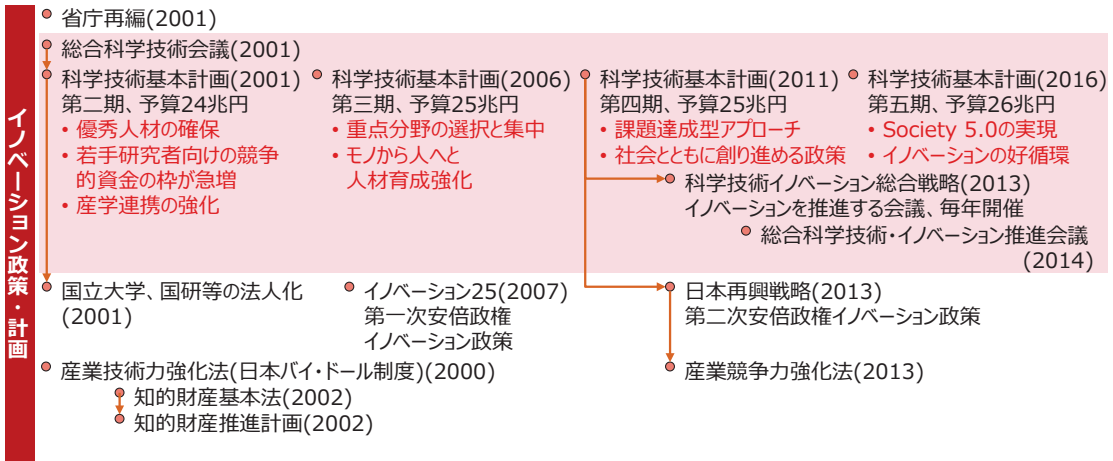 イノベーション政策・計画
省庁再編(2001)
総合科学技術会議(2001)
科学技術基本計画(2001)
第二期、予算24兆円
・優秀人材の確保
・若手研究者向けの競争
的資金の枠が急増
・産学連携の強化
科学技術基本計画(2006)
第三期、予算25兆円
・重点分野の選択と集中
・モノから人へと
人材育成強化
科学技術基本計画(2011)
第四期、予算25兆円
・課題達成型アプローチ
・社会とともに創り進める政策
科学技術基本計画(2016)
第五期、予算26兆円
・Society 5.0の実現
・イノベーションの好循環
科学技術イノベーション総合戦略(2013)
イノベーションを推進する会議、毎年開催
総合科学技術・イノベーション推進会議
(2014)
国立大学、国研等の法人化
(2001)
イノベーション25(2007)
第一次安倍政権
イノベーション政策
日本再興戦略(2013)
第二次安倍政権イノベーション政策
産業技術力強化法(日本バイ・ドール制度)(2000)
知的財産基本法(2002)
知的財産推進計画(2002)
産業競争力強化法(2013)